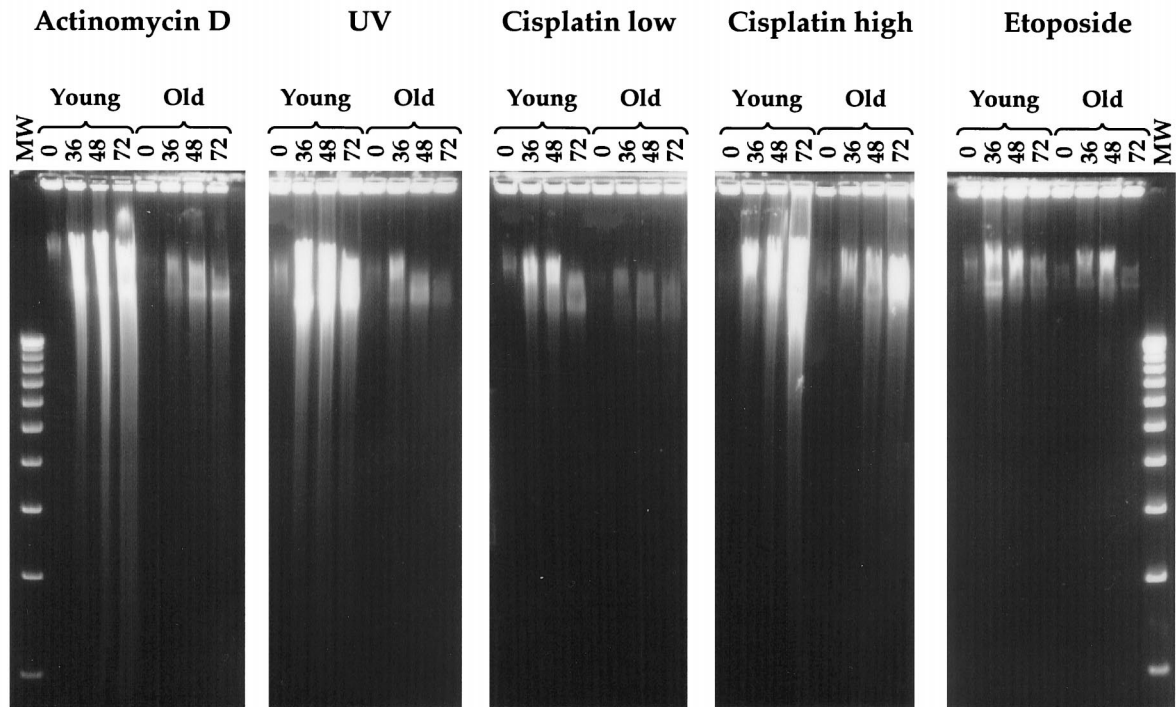 Actinomycin D UV Cisplatin low Cisplatin high Etoposide
Young Old Young Old Young Old Young Old Young Old
MW 0 36 48 72 0 36 48 72 0 36 48 72 0 36 48 72 0 36 48 72 0 36 48 72 0 36 48 72 0 36 48 72 0 36 48 72 0 36 48 72 MW